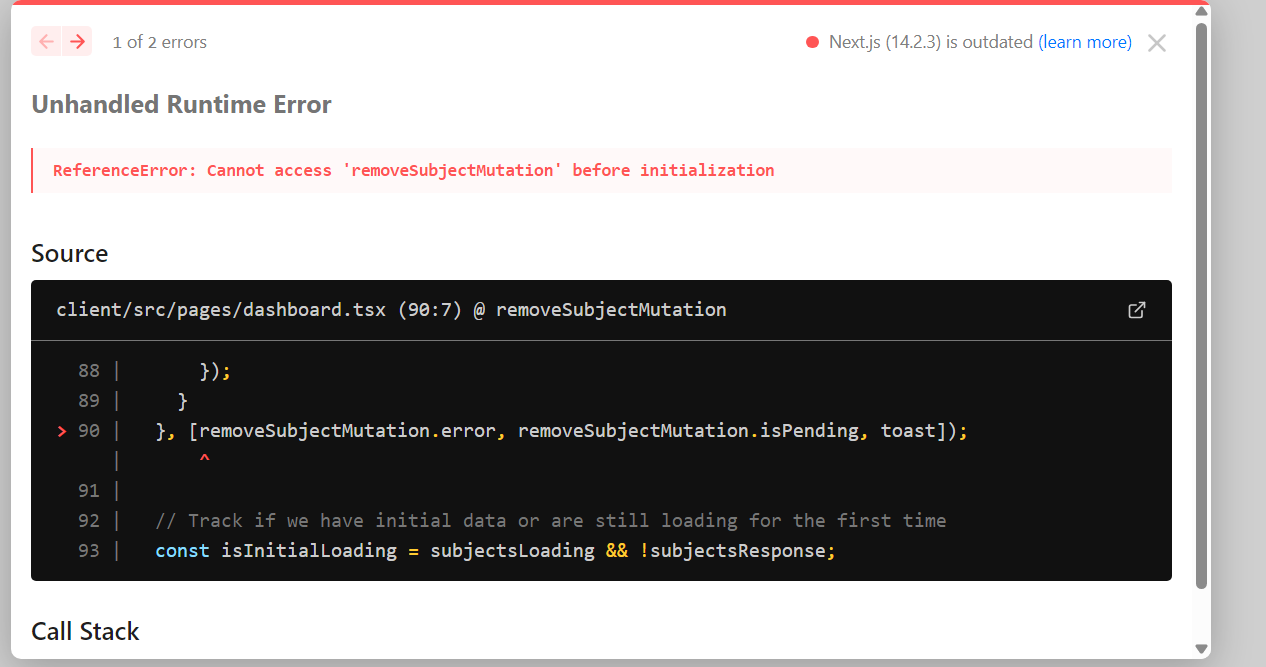 ← → 1 of 2 errors
Next.js (14.2.3) is outdated (learn more)
Unhandled Runtime Error
ReferenceError: Cannot access 'removeSubjectMutation' before initialization
Source
client/src/pages/dashboard.tsx (90:7) @ removeSubjectMutation
88 |       });
89 |     }
> 90 |   }, [removeSubjectMutation.error, removeSubjectMutation.isPending, toast]);
|       ^
91 |
92 |   // Track if we have initial data or are still loading for the first time
93 |   const isInitialLoading = subjectsLoading && !subjectsResponse;
Call Stack